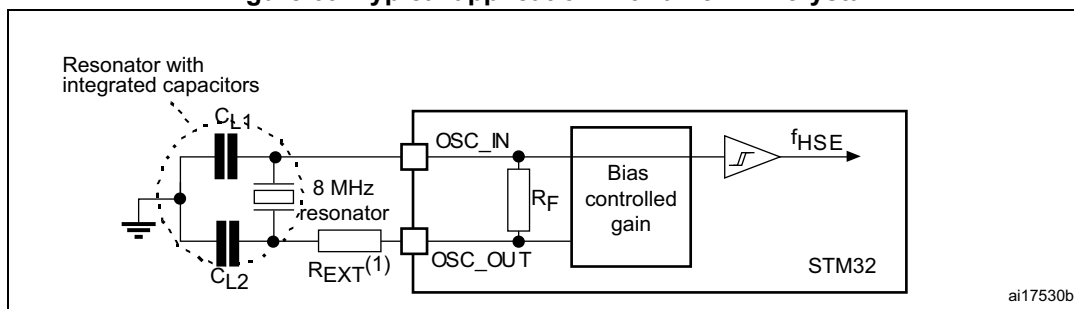 Resonator with
integrated capacitors
CL1
OSC_IN
fHSE
8 MHz
resonator
RF
Bias
controlled
gain
REXT(1)
OSC_OUT
STM32
CL2
ai17530b